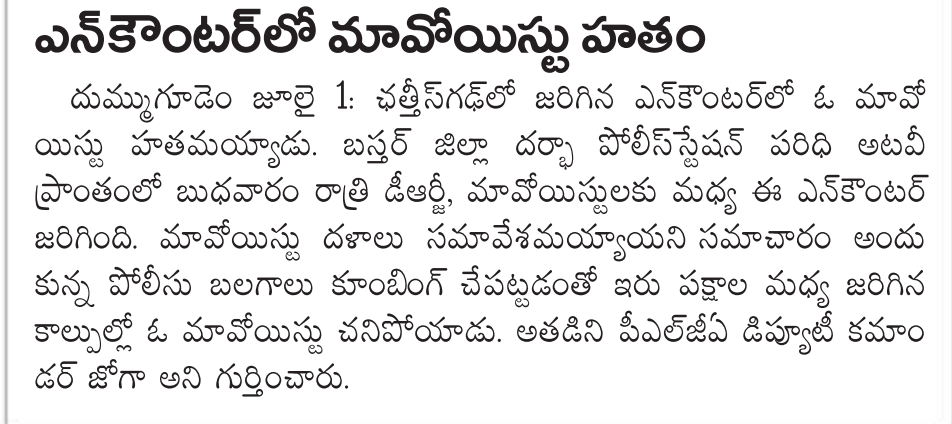 ఎన్‌కౌంటర్‌లో మావోయిస్టు హతం
దుమ్ముగూడెం జూలై 1: ఛత్తీస్‌గఢ్‌లో జరిగిన ఎన్‌కౌంటర్‌లో ఓ మావో
యిస్టు హతమయ్యాడు. బస్తర్ జిల్లా దర్భా పోలీస్‌స్టేషన్ పరిధి అటవీ
ప్రాంతంలో బుధవారం రాత్రి డీఆర్జీ, మావోయిస్టులకు మధ్య ఈ ఎన్‌కౌంటర్
జరిగింది. మావోయిస్టు దళాలు సమావేశమయ్యాయని సమాచారం అందు
కున్న పోలీసు బలగాలు కూంబింగ్ చేపట్టడంతో ఇరు పక్షాల మధ్య జరిగిన
కాల్పుల్లో ఓ మావోయిస్టు చనిపోయాడు. అతడిని పీఎల్‌జీఏ డిప్యూటీ కమాం
డర్ జోగా అని గుర్తించారు.